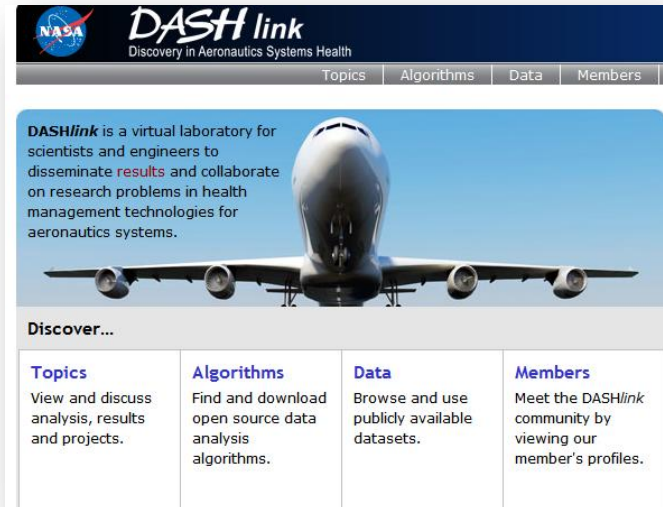 NASA
DASH link
Discovery in Aeronautics Systems Health
Topics Algorithms Data Members
DASHlink is a virtual laboratory for
scientists and engineers to
disseminate results and collaborate
on research problems in health
management technologies for
aeronautics systems.
Discover...
Topics
View and discuss
analysis, results
and projects.
Algorithms
Find and download
open source data
analysis
algorithms.
Data
Browse and use
publicly available
datasets.
Members
Meet the DASHlink
community by
viewing our
member's profiles.